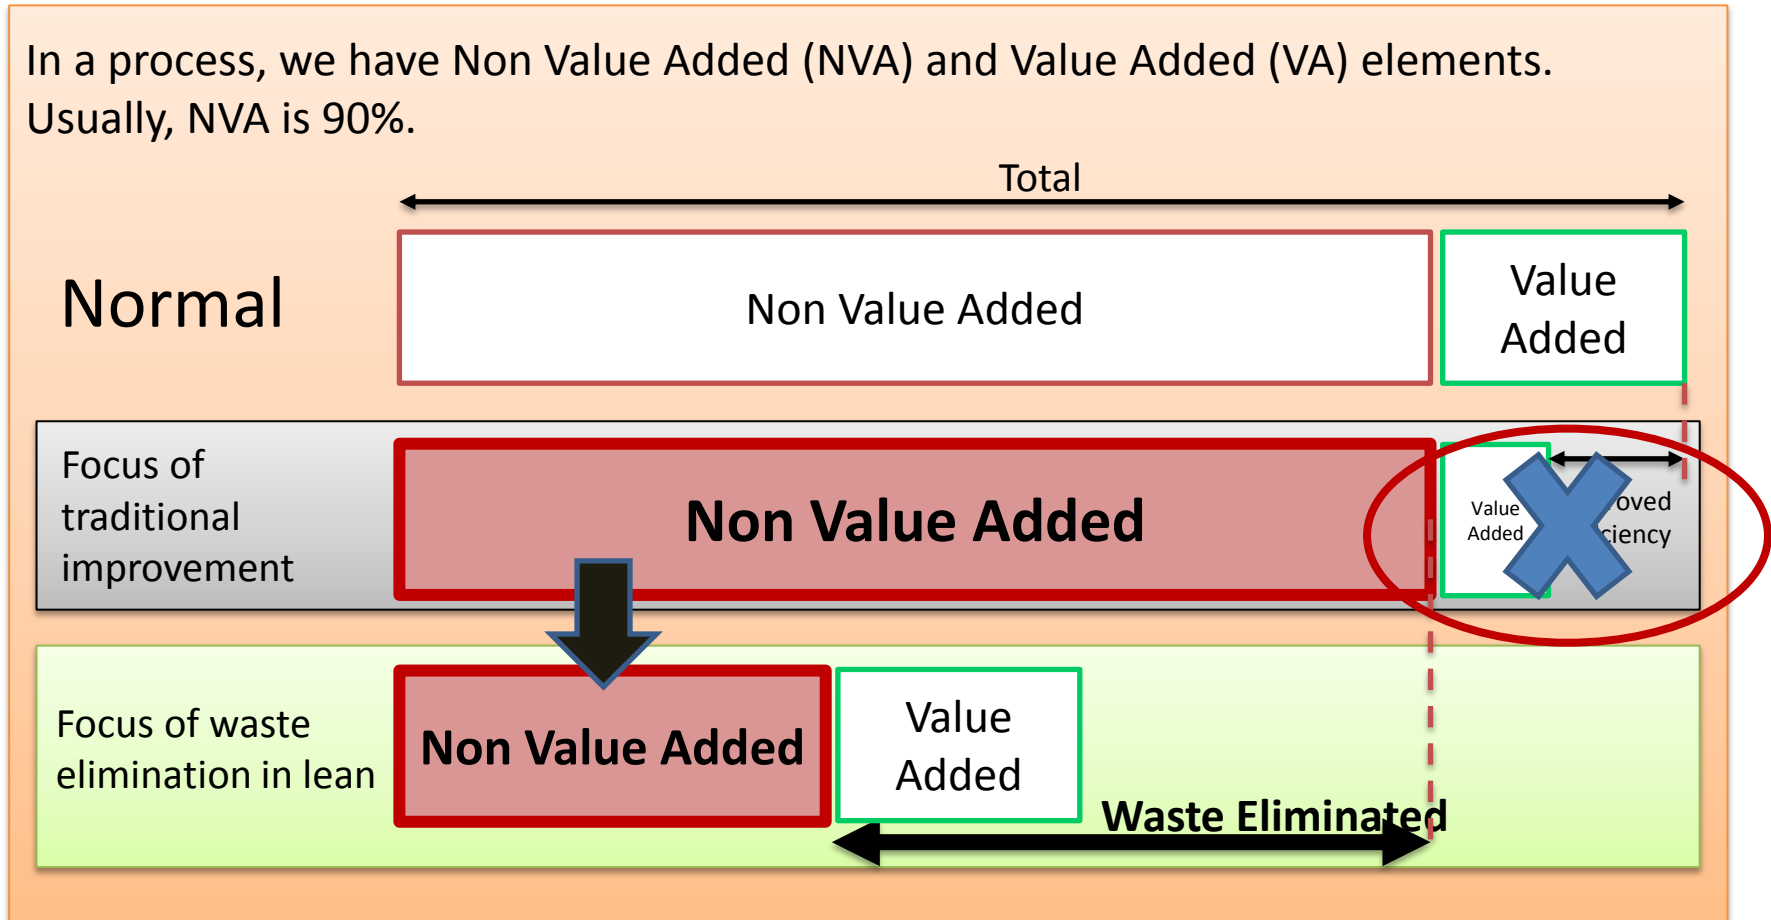 In a process, we have Non Value Added (NVA) and Value Added (VA) elements.
Usually, NVA is 90%.
Total
Normal
Non Value Added
Value
Added
Focus of
traditional
improvement
Non Value Added
Value
Added
Focus of waste
elimination in lean
Non Value Added
Value
Added
Waste Eliminated